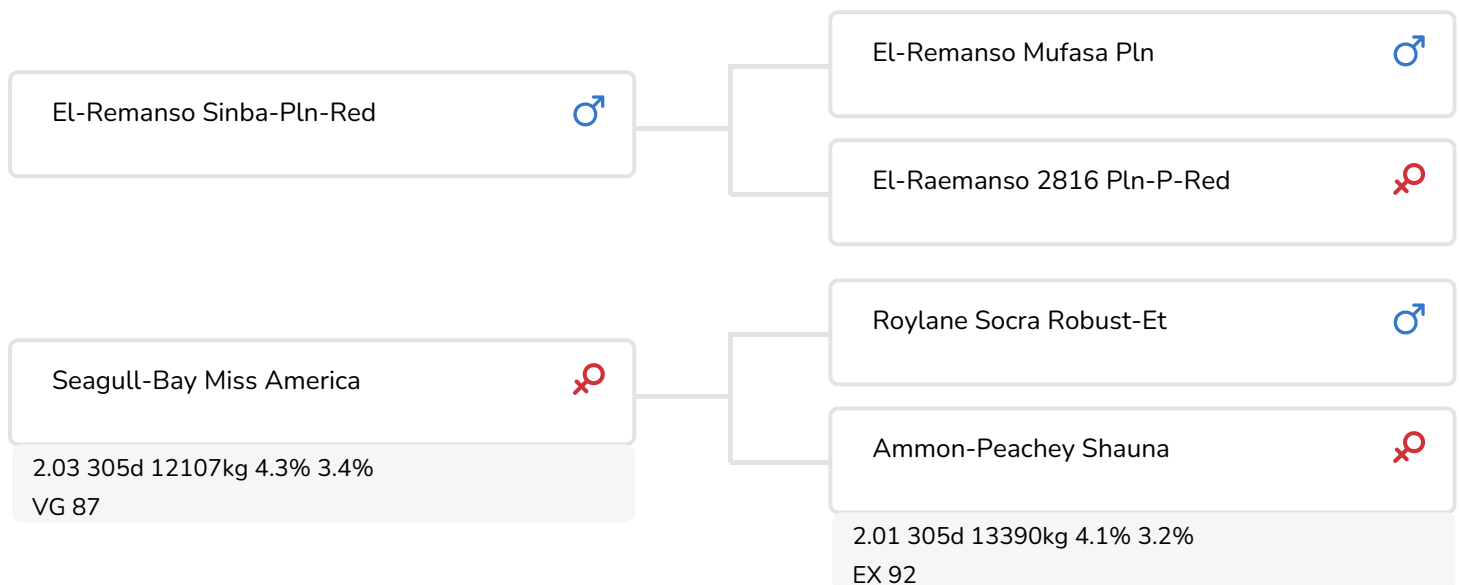 El-Remanso Sinba-Pln-Red
El-Remanso Mufasa Pln
El-Raemanso 2816 Pln-P-Red
Seagull-Bay Miss America
2.03 305d 12107kg 4.3% 3.4%
VG 87
Roylane Socra Robust-Et
Ammon-Peachey Shauna
2.01 305d 13390kg 4.1% 3.2%
EX 92